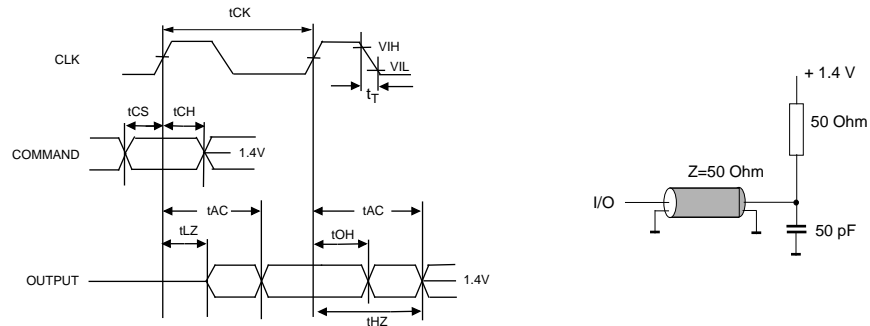 tCK
CLK
VIH
VIL
tT
tCS tCH
COMMAND
1.4V
tAC tAC
tLZ tOH
OUTPUT
1.4V
tHZ
+ 1.4 V
50 Ohm
Z=50 Ohm
I/O
50 pF